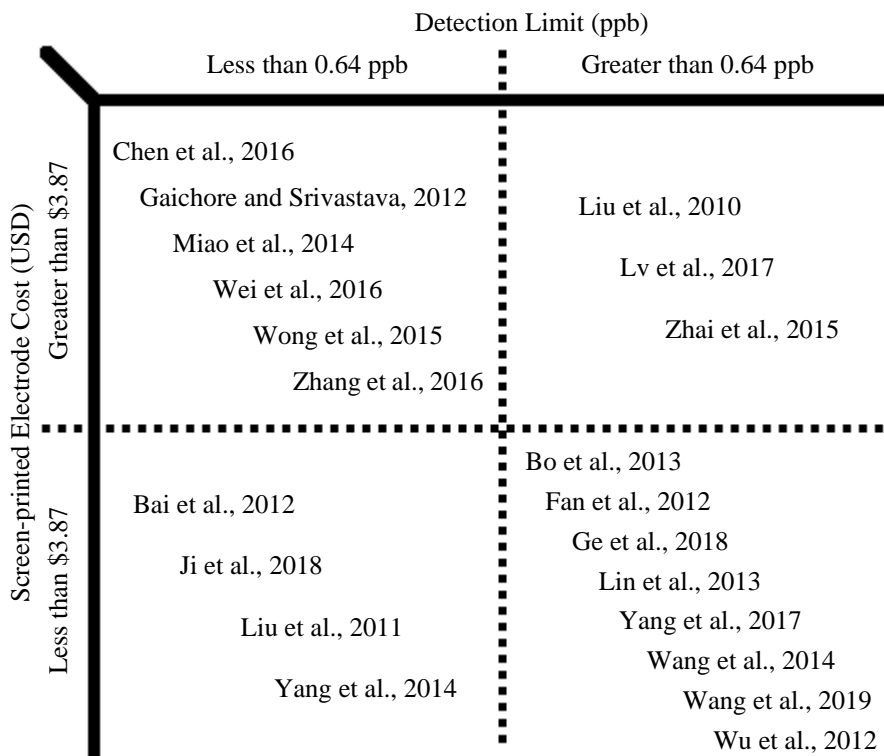 Detection Limit (ppb)
Less than 0.64 ppb
Greater than 0.64 ppb
Screen-printed Electrode Cost (USD)
Greater than $3.87
Chen et al., 2016
Gaichore and Srivastava, 2012
Miao et al., 2014
Wei et al., 2016
Wong et al., 2015
Zhang et al., 2016
Liu et al., 2010
Lv et al., 2017
Zhai et al., 2015
Less than $3.87
Bai et al., 2012
Ji et al., 2018
Liu et al., 2011
Yang et al., 2014
Bo et al., 2013
Fan et al., 2012
Ge et al., 2018
Lin et al., 2013
Yang et al., 2017
Wang et al., 2014
Wang et al., 2019
Wu et al., 2012